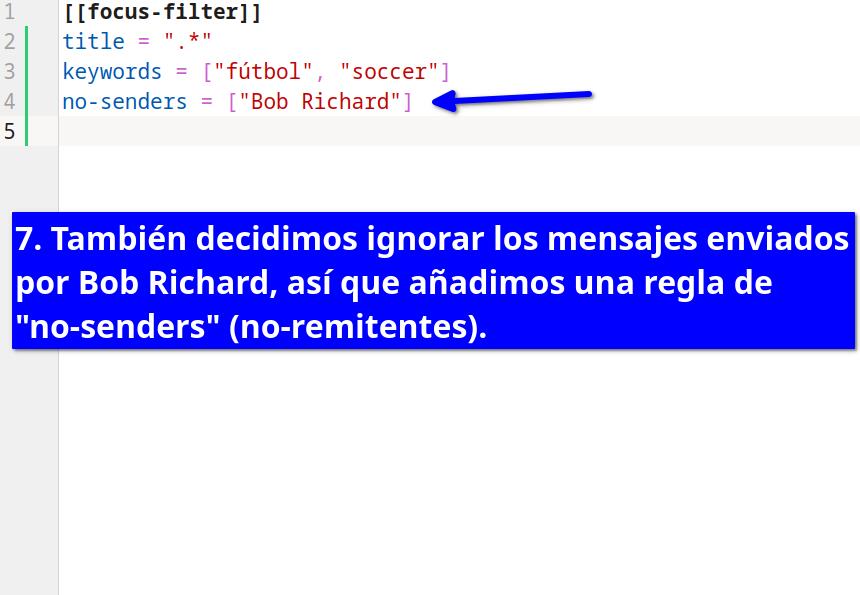 1 [[focus-filter]]
2 title = ".*"
3 keywords = ["fútbol", "soccer"]
4 no-senders = ["Bob Richard"]
5
7. También decidimos ignorar los mensajes enviados
por Bob Richard, así que añadimos una regla de
"no-senders" (no-remitentes).